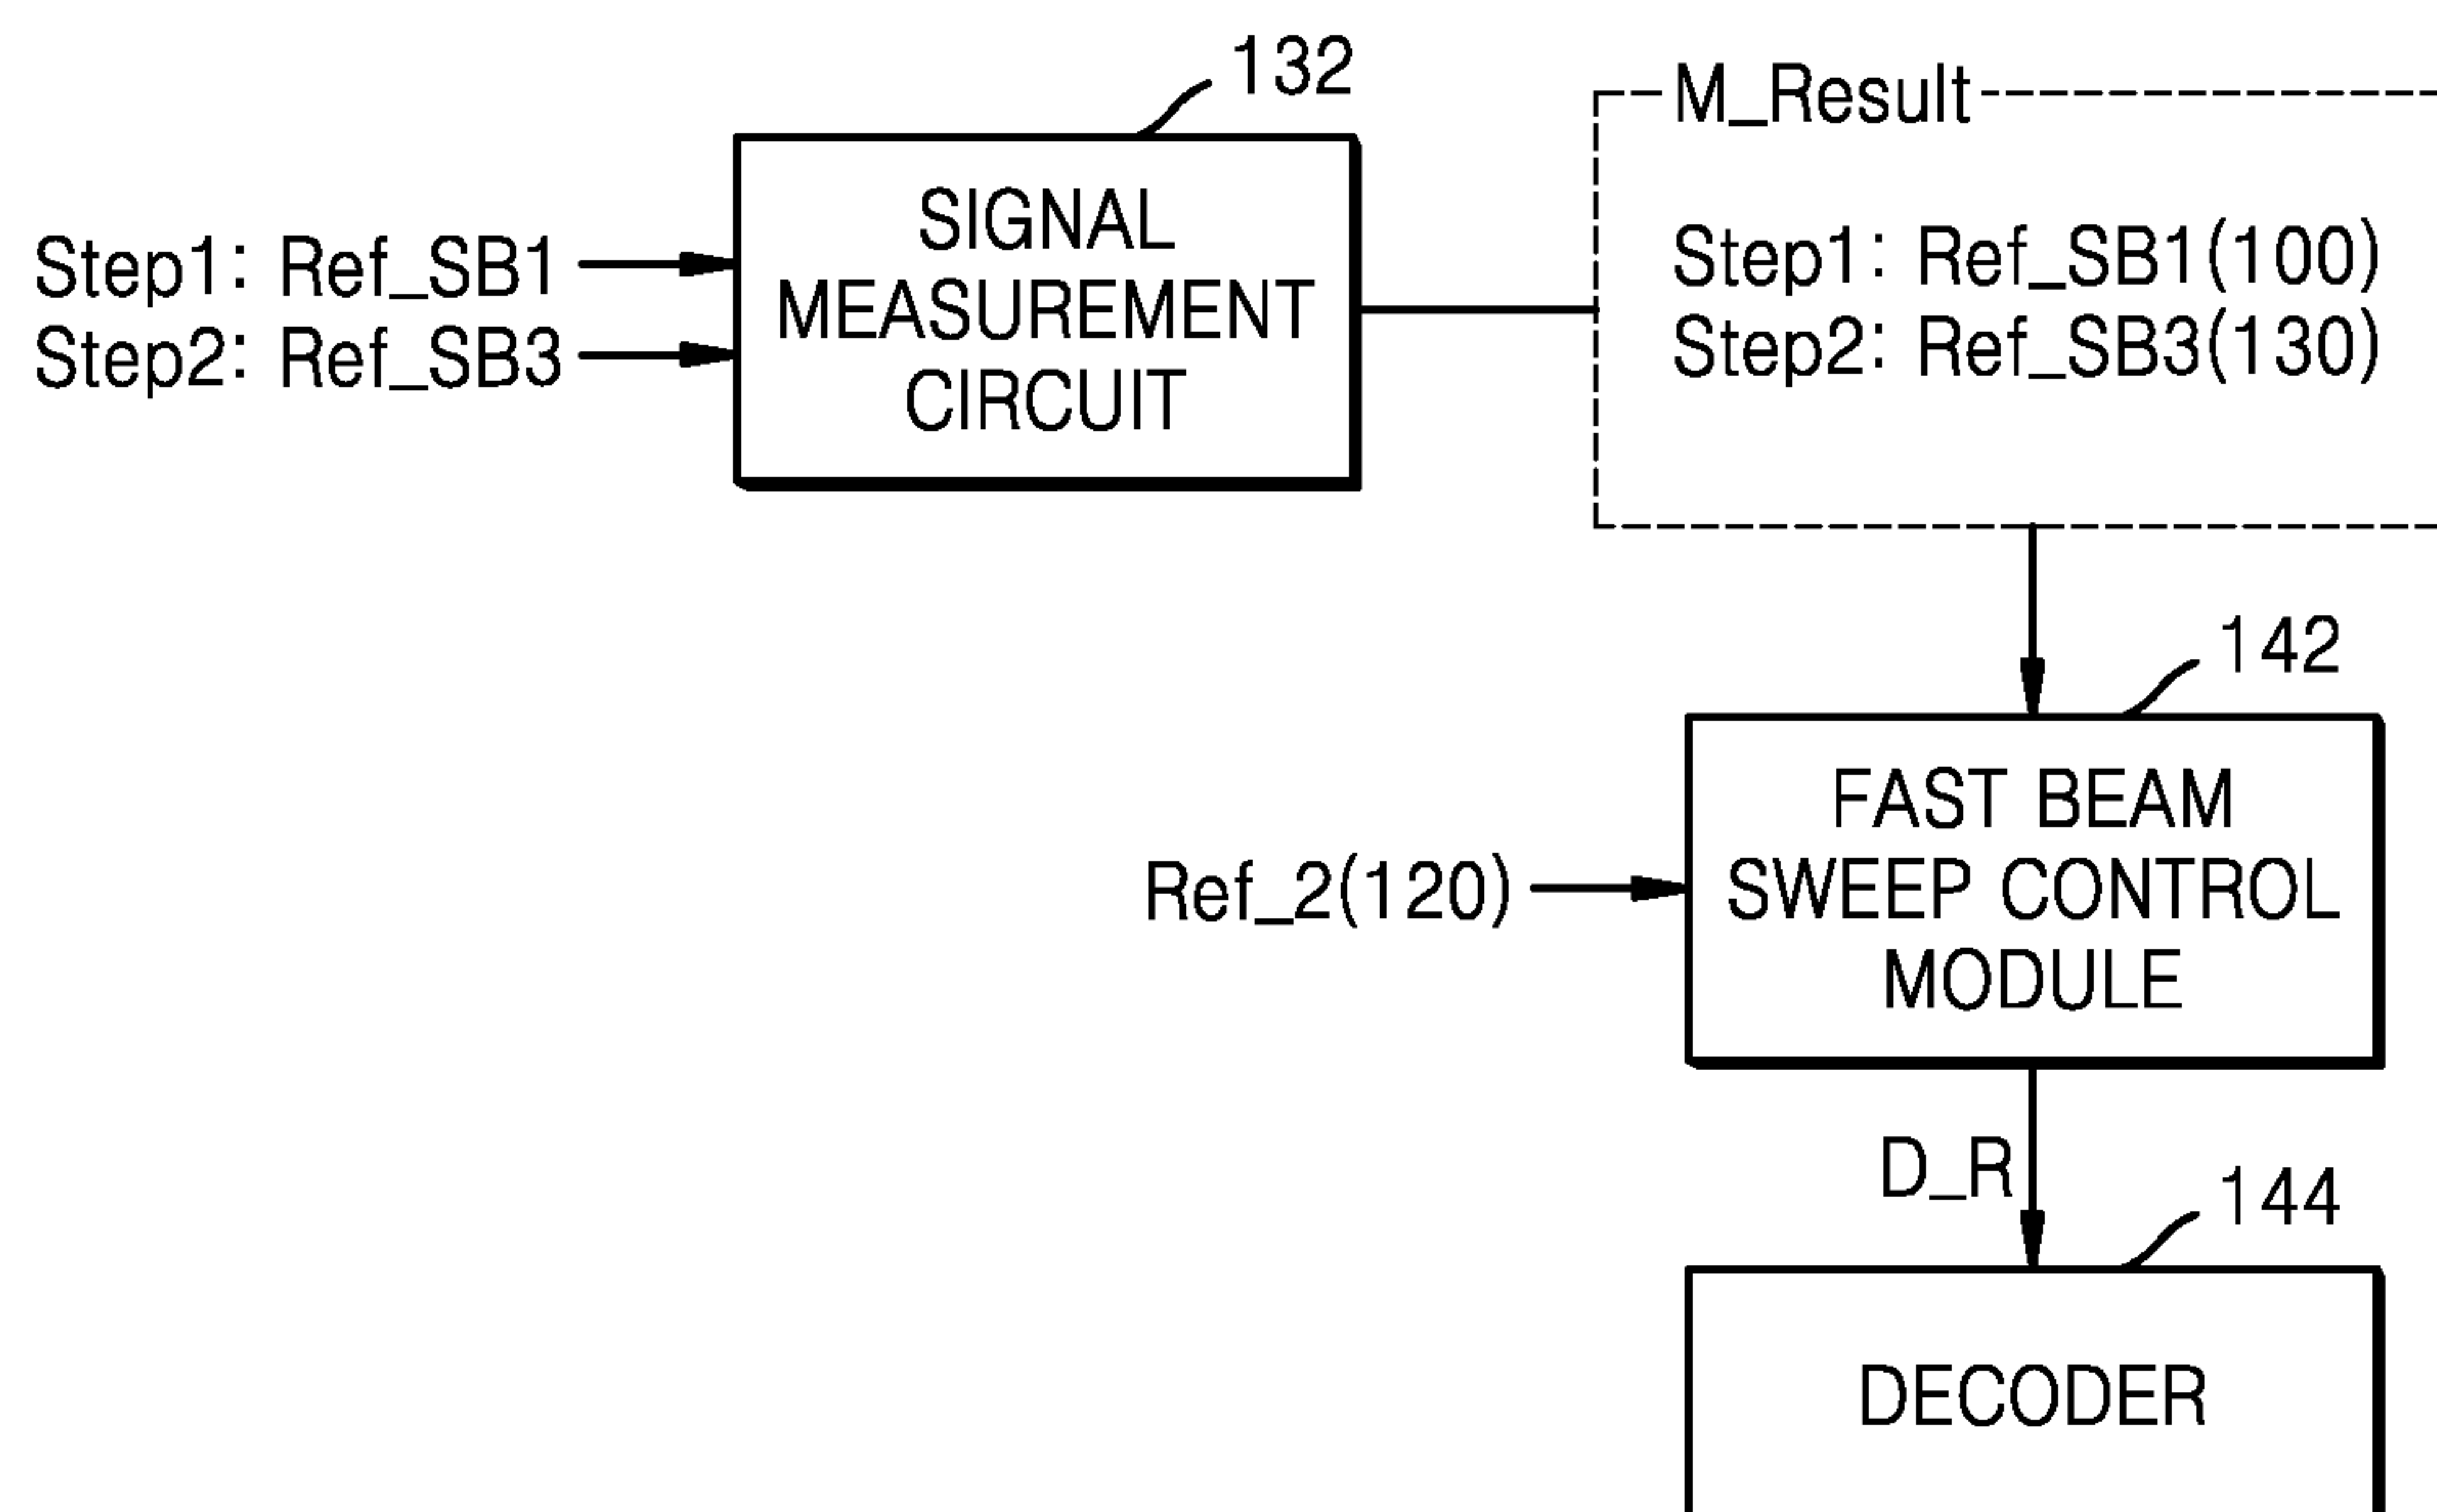 132
M_Result
SIGNAL
MEASUREMENT
CIRCUIT
Step1: Ref_SB1
Step2: Ref_SB3
Step1: Ref_SB1(100)
Step2: Ref_SB3(130)
142
FAST BEAM
SWEEP CONTROL
MODULE
Ref_2(120)
D_R
144
DECODER